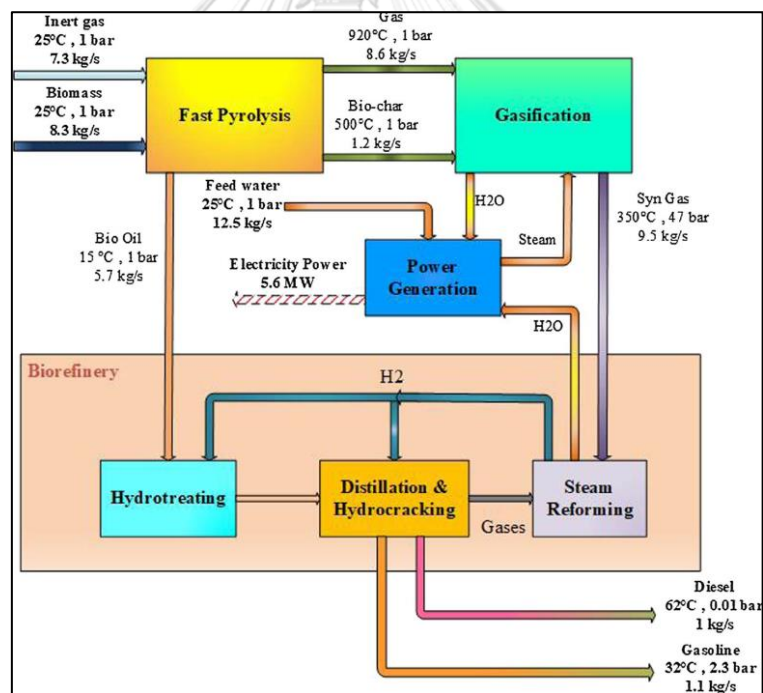 Inert gas
25°C , 1 bar
7.3 kg/s
Gas
920°C , 1 bar
8.6 kg/s
Biomass
25°C , 1 bar
8.3 kg/s
Fast Pyrolysis
Bio-char
500°C , 1 bar
1.2 kg/s
Gasification
Feed water
25°C , 1 bar
12.5 kg/s
H2O
Steam
Syn Gas
350°C , 47 bar
9.5 kg/s
Bio Oil
15 °C , 1 bar
5.7 kg/s
Electricity Power
5.6 MW
Power
Generation
H2O
Biorefinery
H2
Hydrotreating
Distillation &
Hydrocracking
Gases
Steam
Reforming
Diesel
62°C , 0.01 bar
1 kg/s
Gasoline
32°C , 2.3 bar
1.1 kg/s